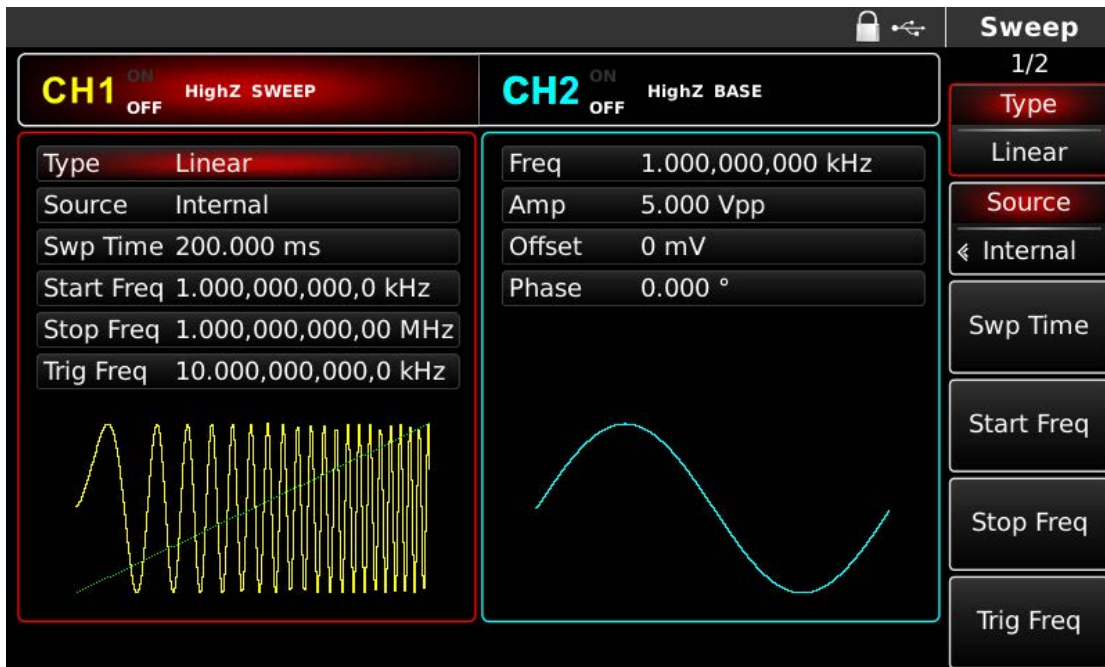 Sweep
1/2
CH1 ON OFF HighZ SWEEP
CH2 ON OFF HighZ BASE
Type Linear
Source Internal
Swp Time 200.000 ms
Start Freq 1.000,000,000,0 kHz
Stop Freq 1.000,000,000,00 MHz
Trig Freq 10.000,000,000,0 kHz
Freq 1.000,000,000 kHz
Amp 5.000 Vpp
Offset 0 mV
Phase 0.000 °
Type
Linear
Source
Internal
Swp Time
Start Freq
Stop Freq
Trig Freq